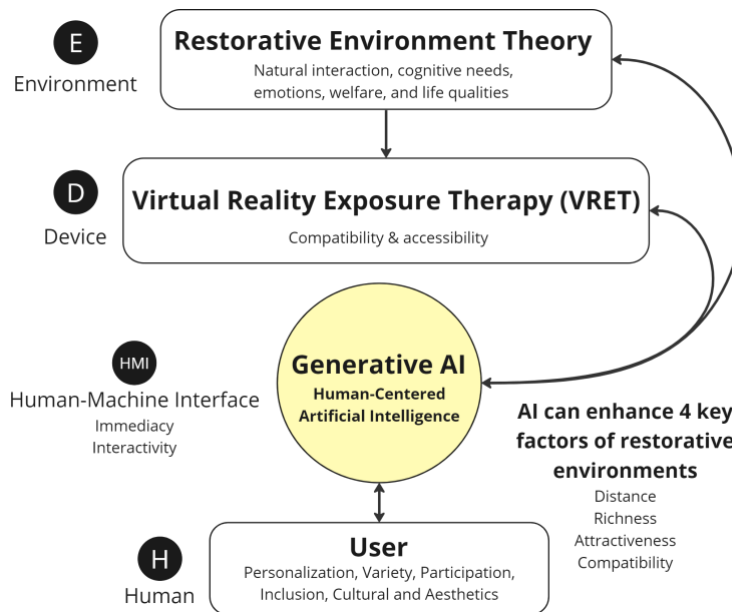 E
Environment
Restorative Environment Theory
Natural interaction, cognitive needs,
emotions, welfare, and life qualities
D
Device
Virtual Reality Exposure Therapy (VRET)
Compatibility & accessibility
HMI
Human-Machine Interface
Immediacy
Interactivity
Generative AI
Human-Centered
Artificial Intelligence
AI can enhance 4 key
factors of restorative
environments
Distance
Richness
Attractiveness
Compatibility
H
Human
User
Personalization, Variety, Participation,
Inclusion, Cultural and Aesthetics